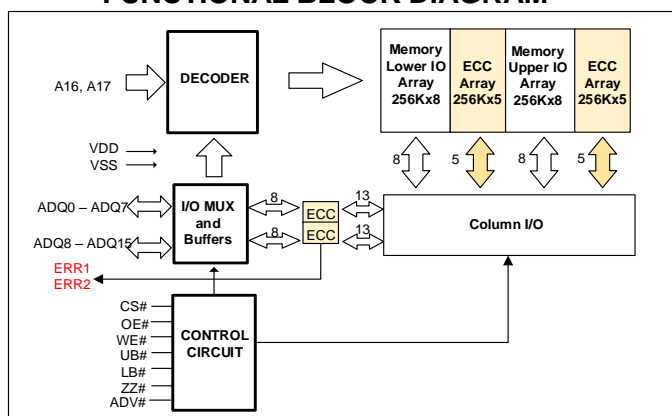 FUNCTIONAL BLOCK DIAGRAM
A16, A17
DECODER
Memory
Lower IO
Array
256Kx8
ECC
Array
256Kx5
Memory
Upper IO
Array
256Kx8
ECC
Array
256Kx5
VDD
VSS
8
5
8
5
ADQ0 – ADQ7
ADQ8 – ADQ15
I/O MUX
and
Buffers
8
8
ECC
ECC
13
13
Column I/O
ERR1
ERR2
CS#
OE#
WE#
UB#
LB#
ZZ#
ADV#
CONTROL
CIRCUIT